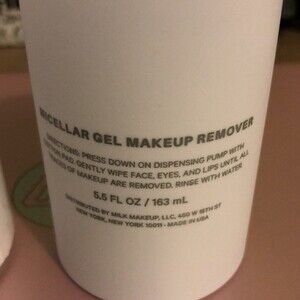 MICELLAR GEL MAKEUP REMOVER
DIRECTIONS: PRESS DOWN ON DISPENSING PUMP WITH
COTTON PAD. GENTLY WIPE FACE, EYES, AND LIPS UNTIL ALL
TRACES OF MAKEUP ARE REMOVED. RINSE WITH WATER.
5.5 FL OZ / 163 mL
DISTRIBUTED BY MILK MAKEUP, LLC, 450 W 15TH ST
NEW YORK, NEW YORK 10011 • MADE IN USA